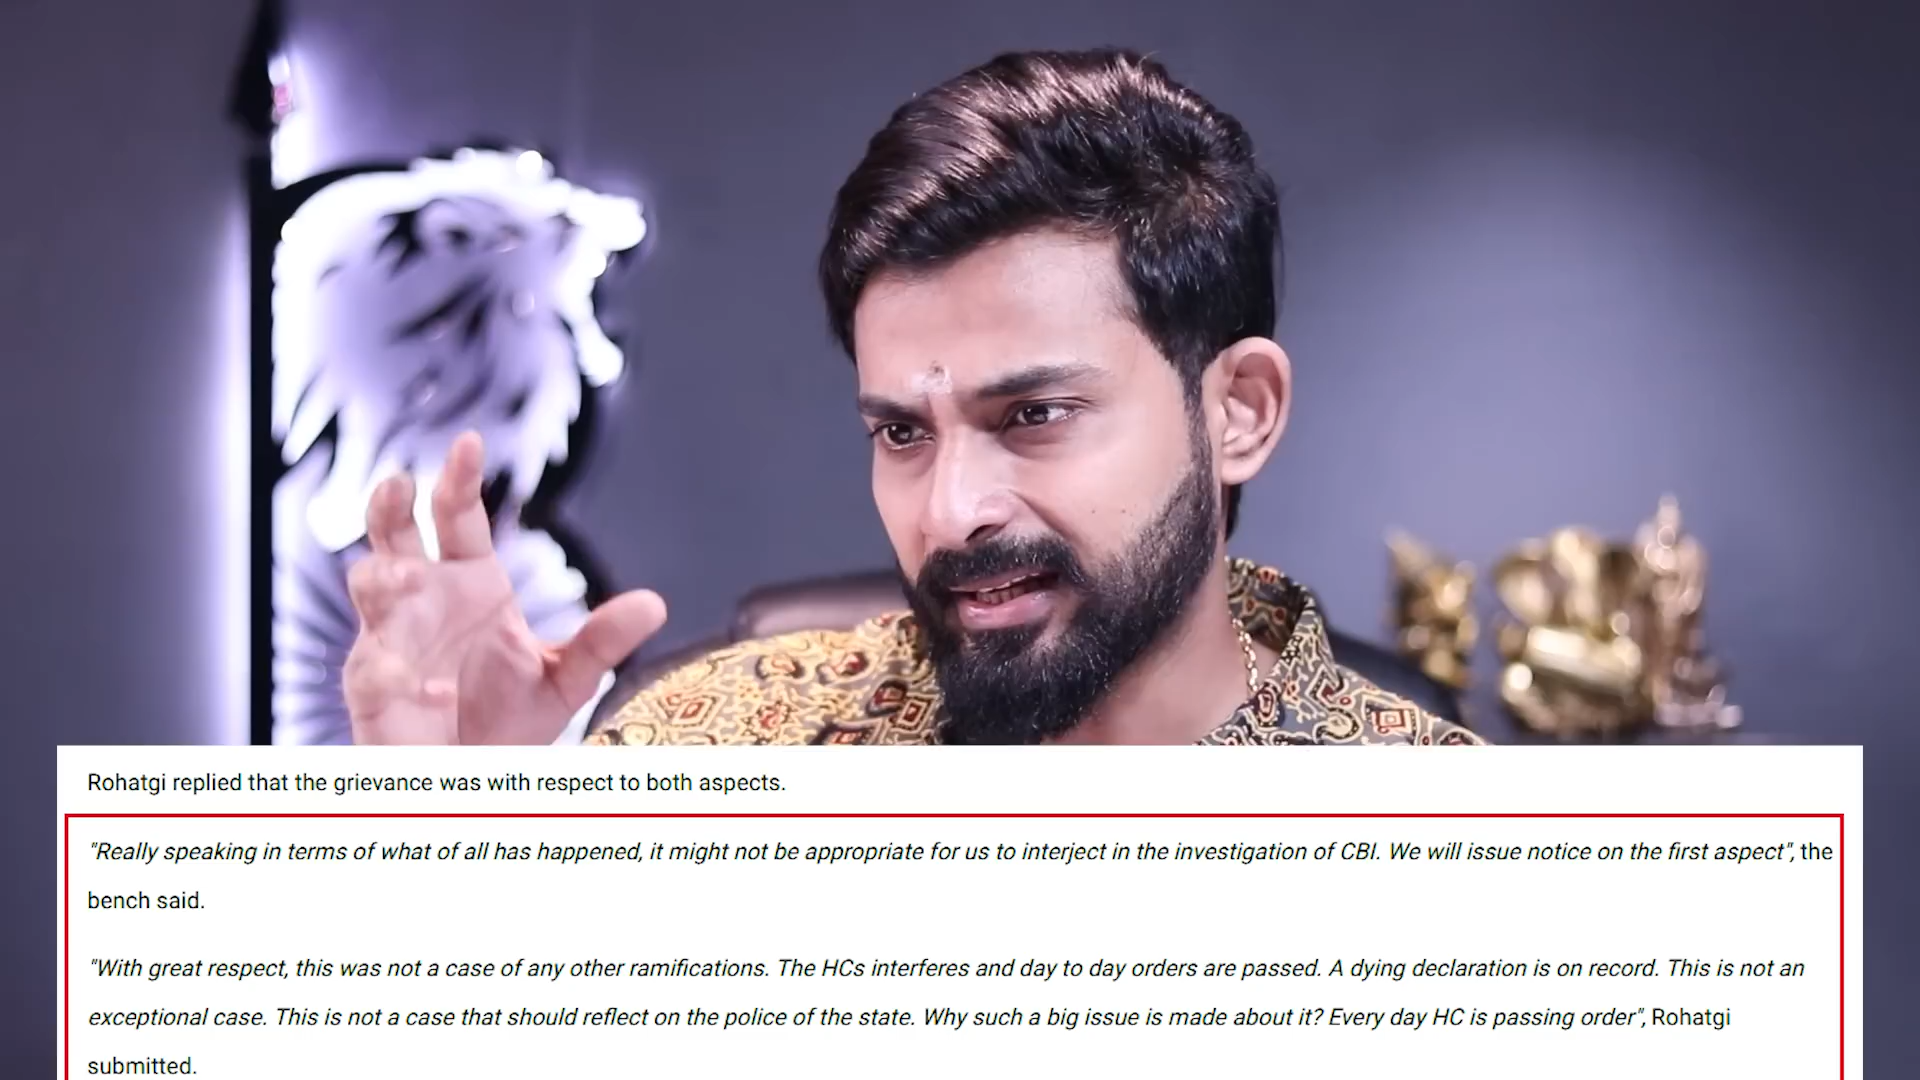 Rohatgi replied that the grievance was with respect to both aspects.
"Really speaking in terms of what of all has happened, it might not be appropriate for us to interject in the investigation of CBI. We will issue notice on the first aspect", the
bench said.
"With great respect, this was not a case of any other ramifications. The HCs interferes and day to day orders are passed. A dying declaration is on record. This is not an
exceptional case. This is not a case that should reflect on the police of the state. Why such a big issue is made about it? Every day HC is passing order", Rohatgi
submitted.